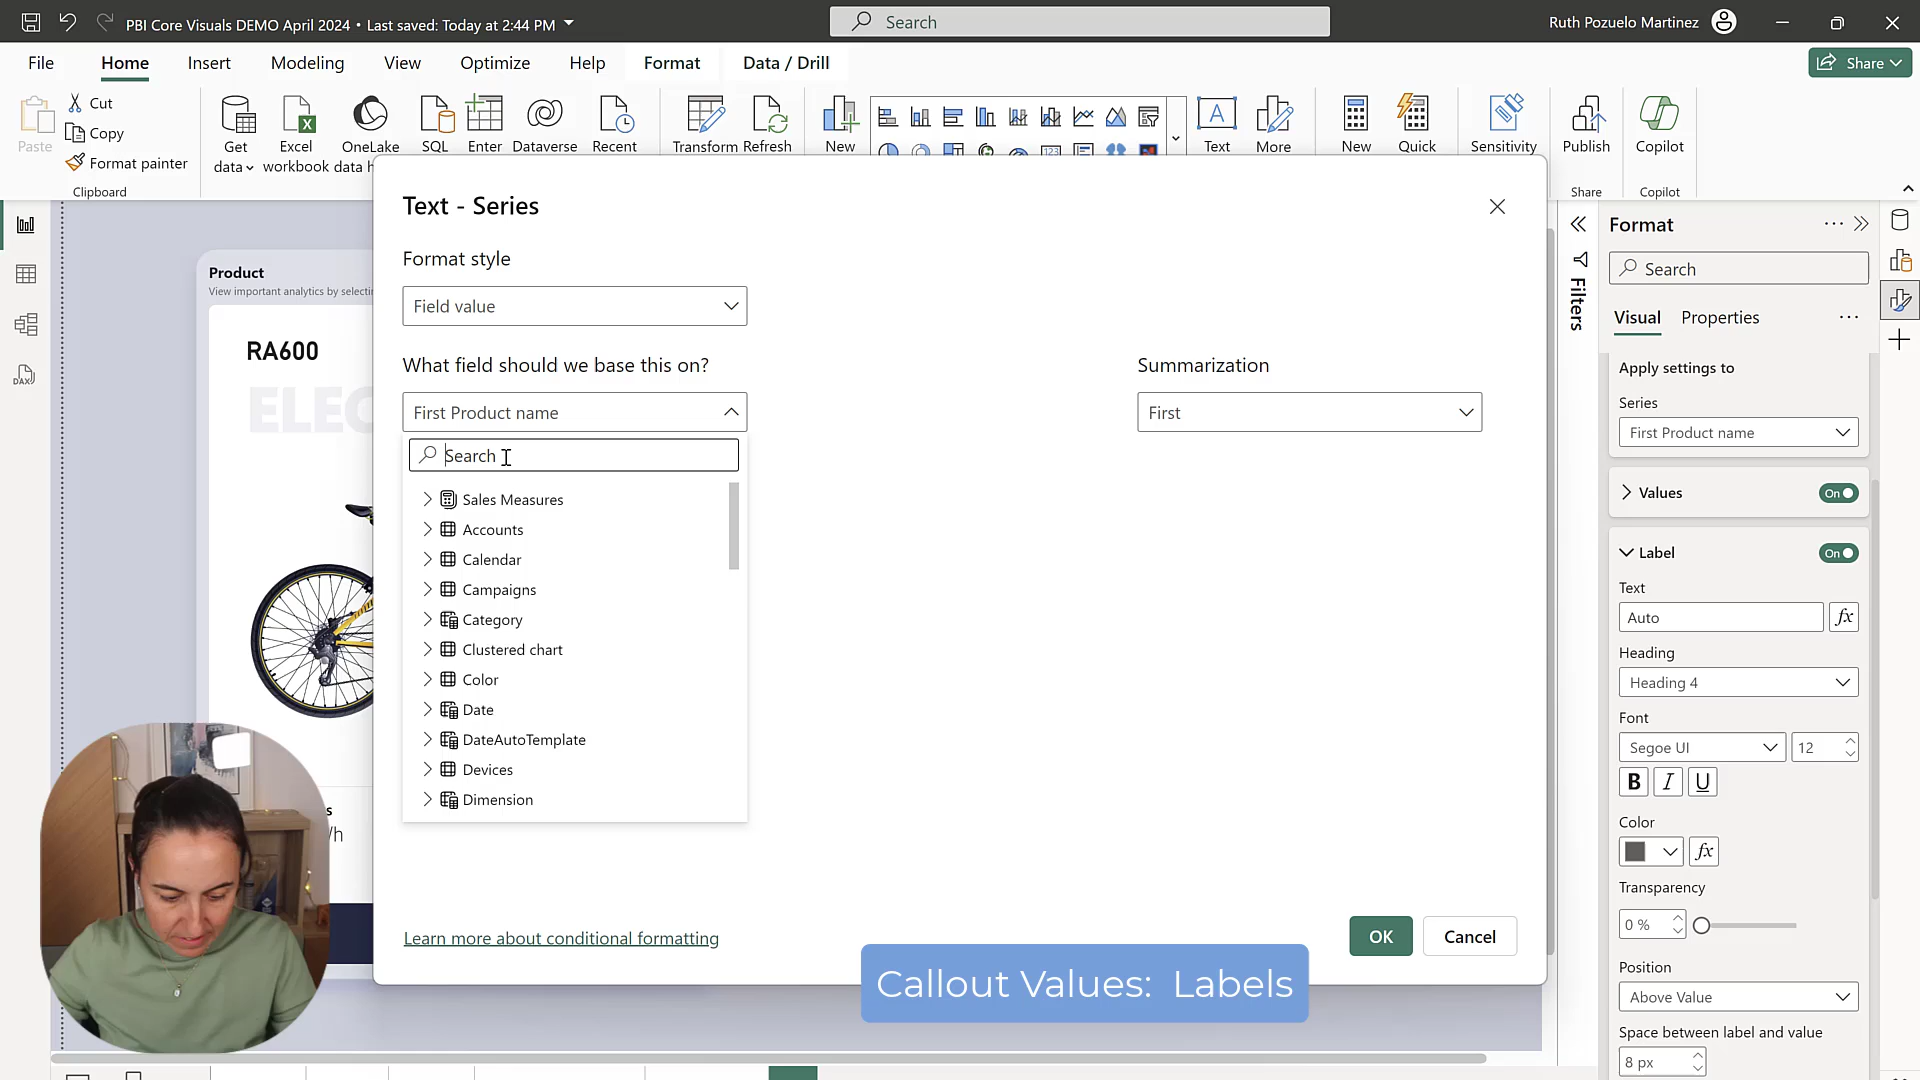 PBI Core Visuals DEMO April 2024 • Last saved: Today at 2:44 PM
Search
Ruth Pozuelo Martinez
File
Home
Insert
Modeling
View
Optimize
Help
Format
Data / Drill
Share
Paste
Cut
Copy
Format painter
Clipboard
Get
data
Excel
workbook
OneLake
data h
SQL
Enter
Dataverse
Recent
Transform
Refresh
New
Text
More
New
Quick
Sensitivity
Publish
Share
Copilot
Copilot
DAX
Product
View important analytics by selectin
RA600
ELEC
s
/h
Text - Series
Format style
Field value
What field should we base this on?
First Product name
Summarization
First
Search
Sales Measures
Accounts
Calendar
Campaigns
Category
Clustered chart
Color
Date
DateAutoTemplate
Devices
Dimension
Learn more about conditional formatting
OK
Cancel
Callout Values: Labels
Filters
Format
Search
Visual
Properties
Apply settings to
Series
First Product name
Values
On
Label
On
Text
Auto
fx
Heading
Heading 4
Font
Segoe UI
12
B
I
U
Color
fx
Transparency
0 %
Position
Above Value
Space between label and value
8 px